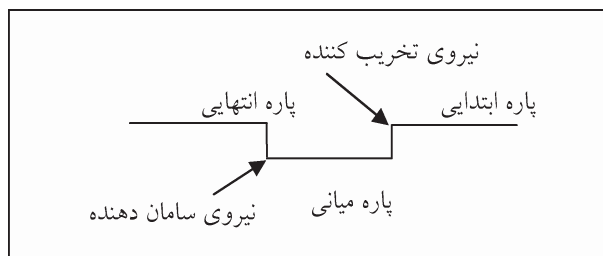 نیروی تخریب کننده
پاره ابتدایی
پاره انتهایی
پاره میانی
نیروی سامان دهنده